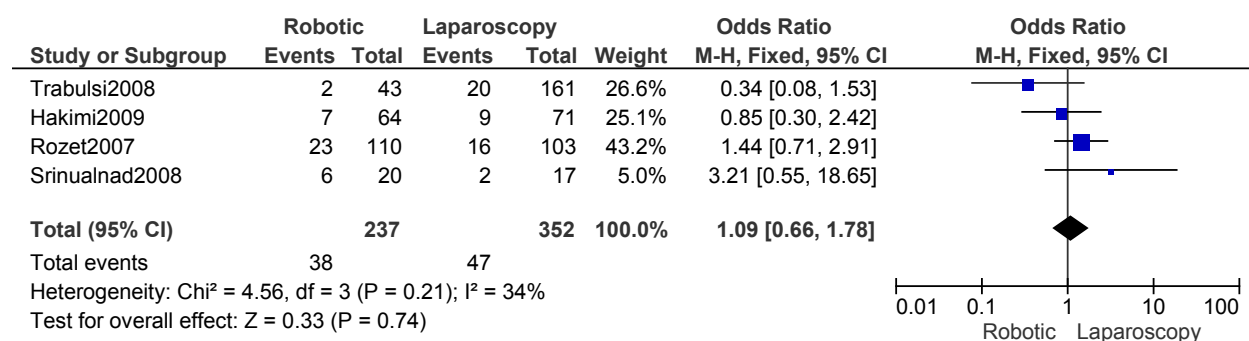 Robotic Laparoscopy Odds Ratio Odds Ratio
Study or Subgroup Events Total Events Total Weight M-H, Fixed, 95% CI M-H, Fixed, 95% CI
Trabulsi2008 2 43 20 161 26.6% 0.34 [0.08, 1.53]
Hakimi2009 7 64 9 71 25.1% 0.85 [0.30, 2.42]
Rozet2007 23 110 16 103 43.2% 1.44 [0.71, 2.91]
Srinualnad2008 6 20 2 17 5.0% 3.21 [0.55, 18.65]
Total (95% CI) 237 352 100.0% 1.09 [0.66, 1.78]
Total events 38 47
Heterogeneity: Chi² = 4.56, df = 3 (P = 0.21); I² = 34%
Test for overall effect: Z = 0.33 (P = 0.74)
0.01 0.1 1 10 100
Robotic Laparoscopy